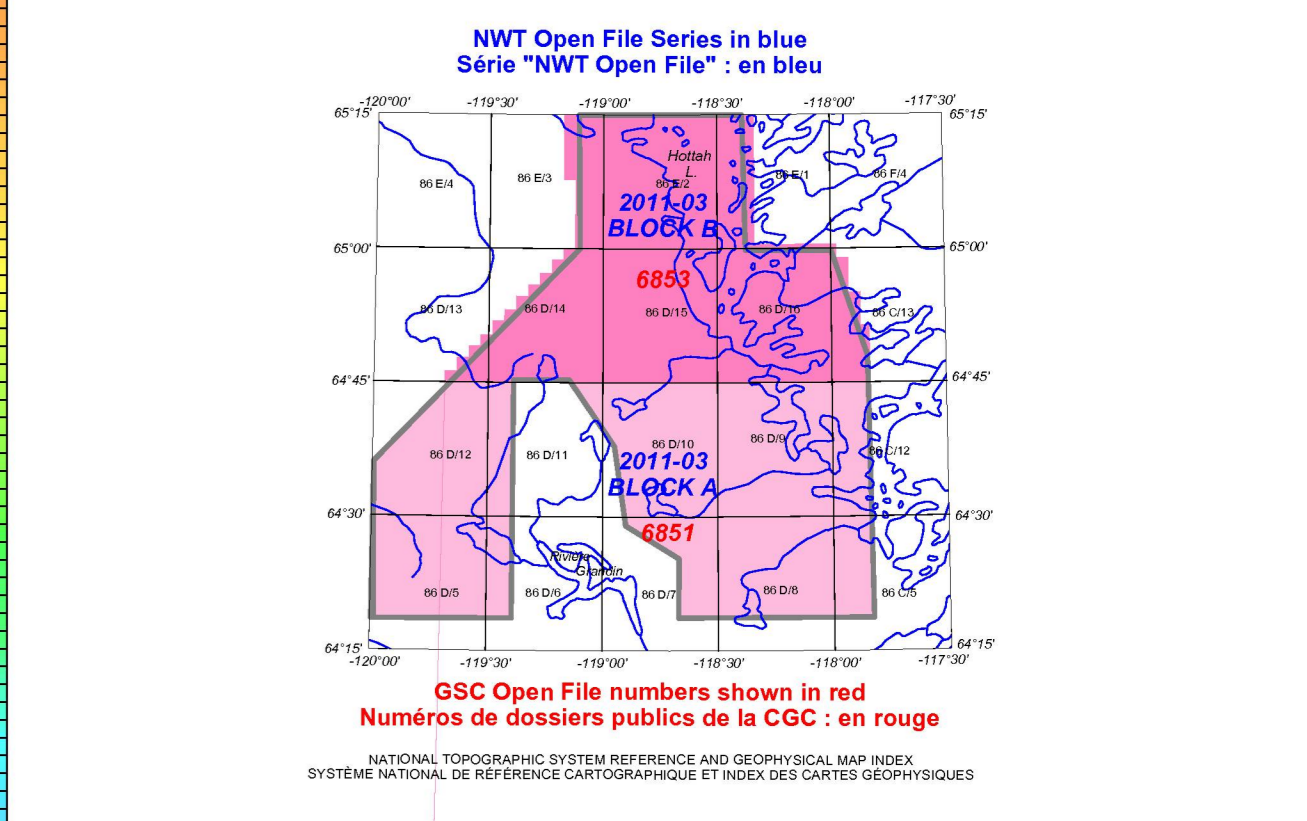 NWT Open File Series in blue
Série "NWT Open File" : en bleu
-120°00' -119°30' -119°00' -118°30' -118°00' -117°30'
65°15' 65°15'
Hottah
L.
86 E/4 86 E/3 86 E/2 86 E/1 86 F/4
2011-03
BLOCK B
65°00' 65°00'
6853
86 D/13 86 D/14 86 D/15 86 D/16 86 C/13
64°45' 64°45'
86 D/12 86 D/11 86 D/10 86 D/9 86 C/12
2011-03
BLOCK A
64°30' 64°30'
6851
Rivière
Grandin
86 D/5 86 D/6 86 D/7 86 D/8 86 C/5
64°15' 64°15'
-120°00' -119°30' -119°00' -118°30' -118°00' -117°30'
GSC Open File numbers shown in red
Numéros de dossiers publics de la CGC : en rouge
NATIONAL TOPOGRAPHIC SYSTEM REFERENCE AND GEOPHYSICAL MAP INDEX
SYSTÈME NATIONAL DE RÉFÉRENCE CARTOGRAPHIQUE ET INDEX DES CARTES GÉOPHYSIQUES